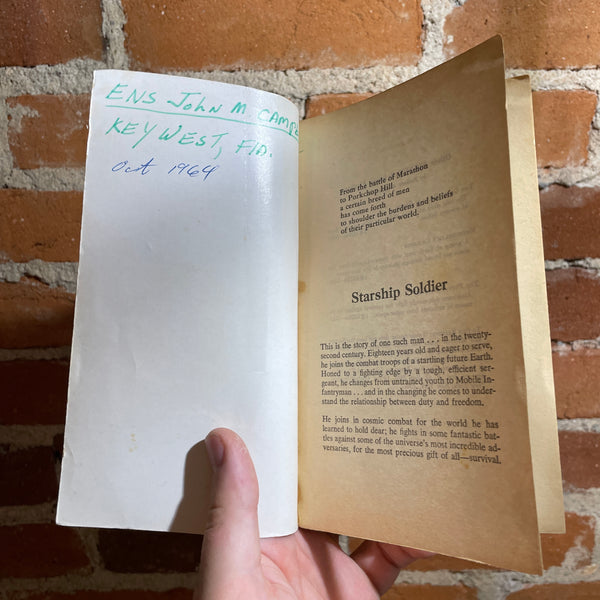 ENS John M. CAMP
KEY WEST, Fla.
Oct 1964
From the battle of Marathon
to Porkchop Hill
a certain breed of men
has come forth
to shoulder the burdens and beliefs
of their particular world.
Starship Soldier
This is the story of one such man . . . in the twenty-
second century. Eighteen years old and eager to serve,
he joins the combat troops of a startling future Earth.
Honed to a fighting edge by a tough, efficient ser-
geant, he changes from untrained youth to Mobile In-
fantryman . . . and in the changing he comes to under-
stand the relationship between duty and freedom.
He joins in cosmic combat for the world he has
learned to hold dear; he fights in some fantastic bat-
tles against some of the universe's most incredible ad-
versaries, for the most precious gift of all—survival.